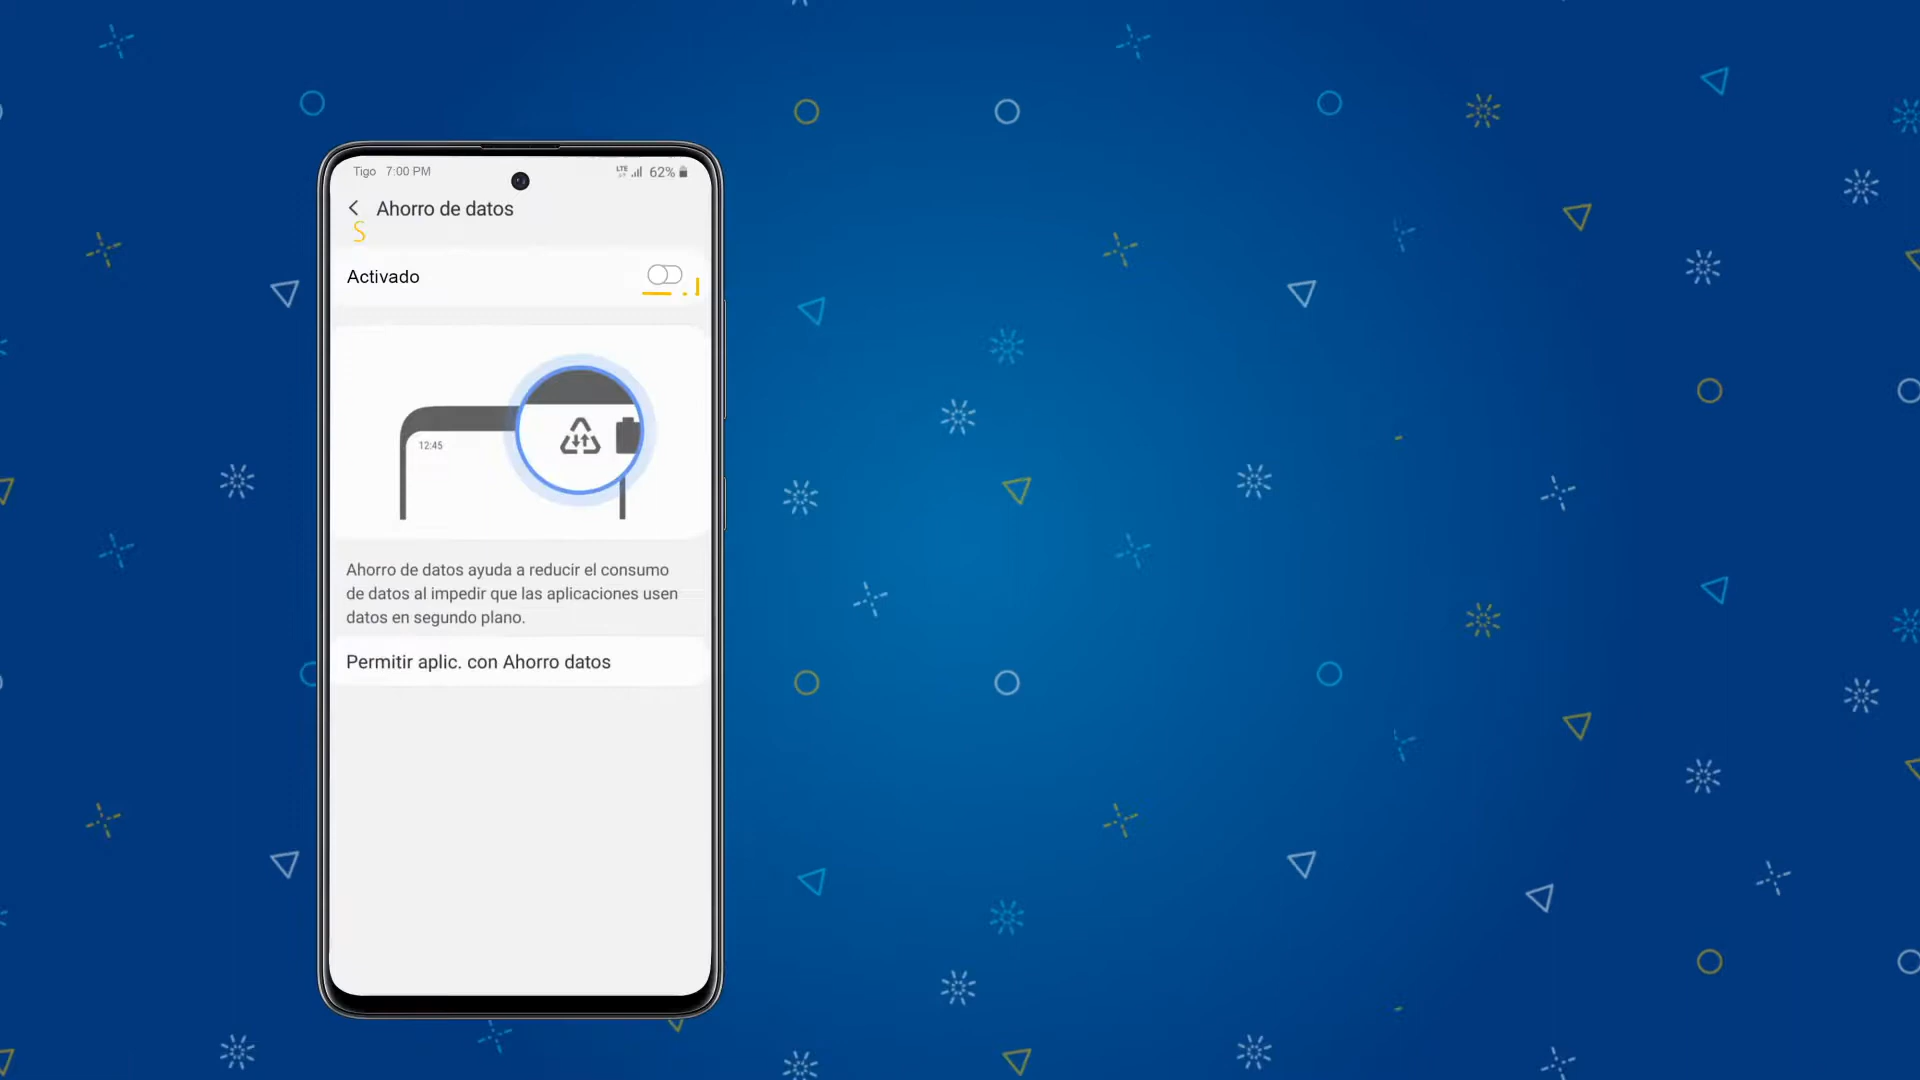 Tigo 7:00 PM LTE 62%
Ahorro de datos
S
Activado
12:45
Ahorro de datos ayuda a reducir el consumo
de datos al impedir que las aplicaciones usen
datos en segundo plano.
Permitir aplic. con Ahorro datos